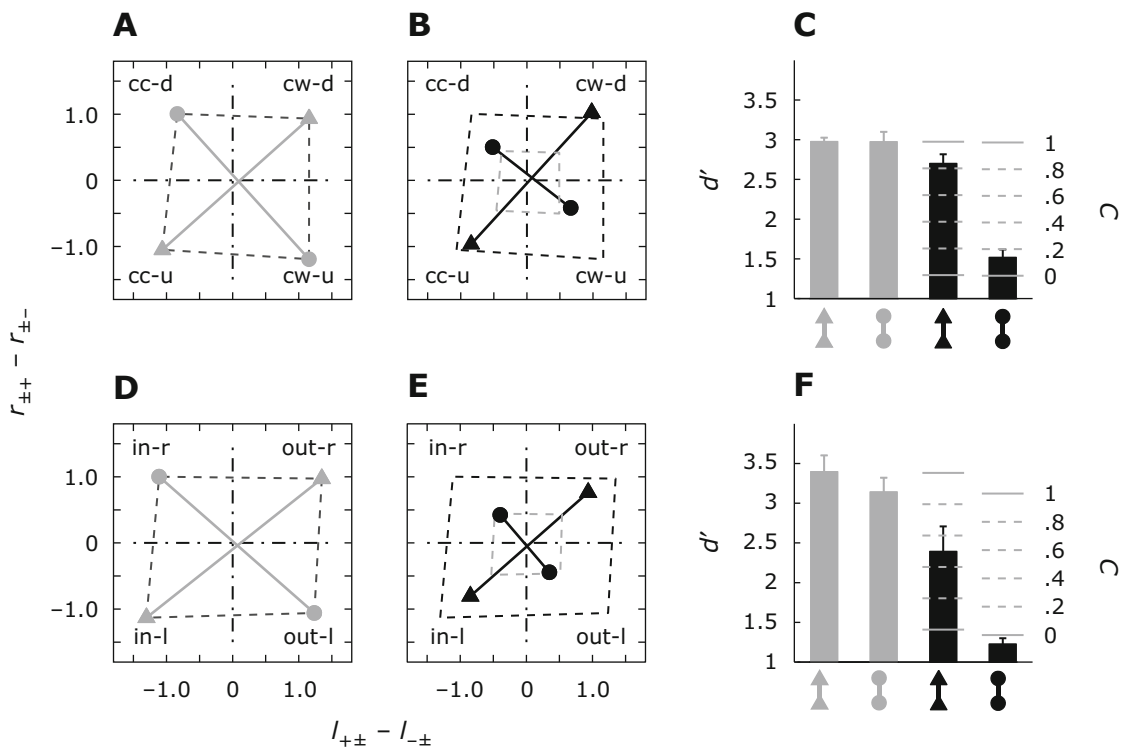 A
B
C
cc-d
cw-d
cc-d
cw-d
1.0
0
−1.0
cc-u
cw-u
cc-u
cw-u
d′
3.5
3
2.5
2
1.5
1
1
.8
.6
.4
.2
0
C
r±+ − r±−
D
E
F
in-r
out-r
in-r
out-r
1.0
0
−1.0
in-l
out-l
in-l
out-l
−1.0 0 1.0
−1.0 0 1.0
l+± − l−±
d′
3.5
3
2.5
2
1.5
1
1
.8
.6
.4
.2
0
C